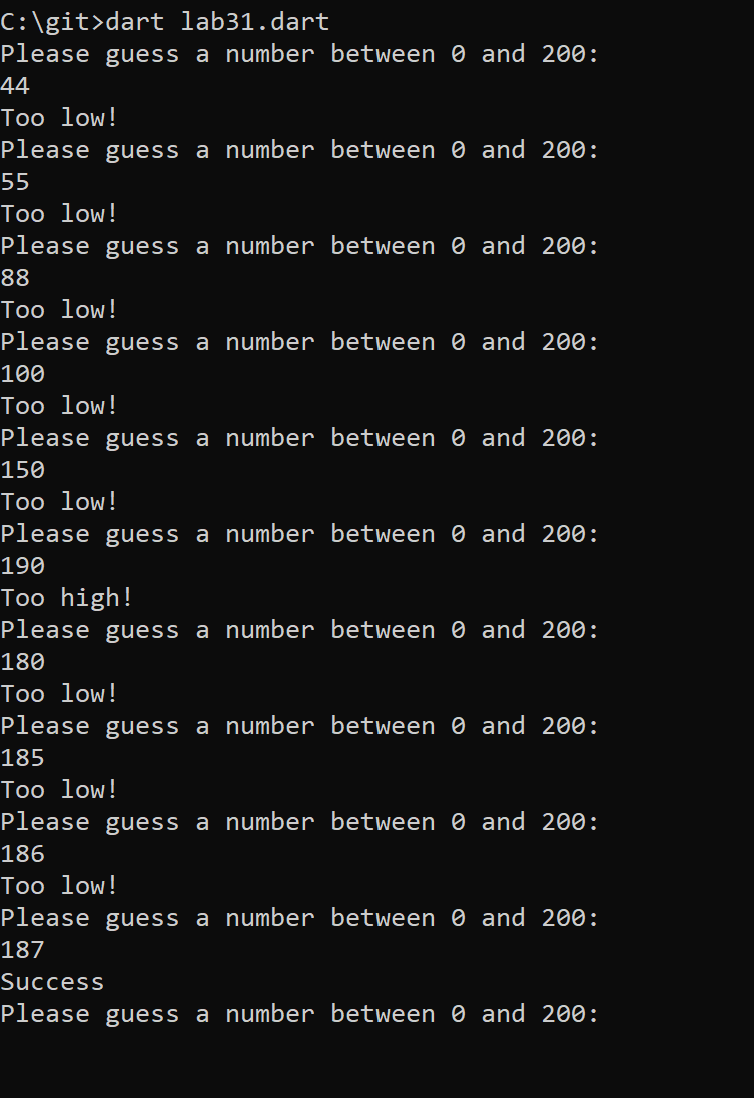 C:\git>dart lab31.dart
Please guess a number between 0 and 200:
44
Too low!
Please guess a number between 0 and 200:
55
Too low!
Please guess a number between 0 and 200:
88
Too low!
Please guess a number between 0 and 200:
100
Too low!
Please guess a number between 0 and 200:
150
Too low!
Please guess a number between 0 and 200:
190
Too high!
Please guess a number between 0 and 200:
180
Too low!
Please guess a number between 0 and 200:
185
Too low!
Please guess a number between 0 and 200:
186
Too low!
Please guess a number between 0 and 200:
187
Success
Please guess a number between 0 and 200: